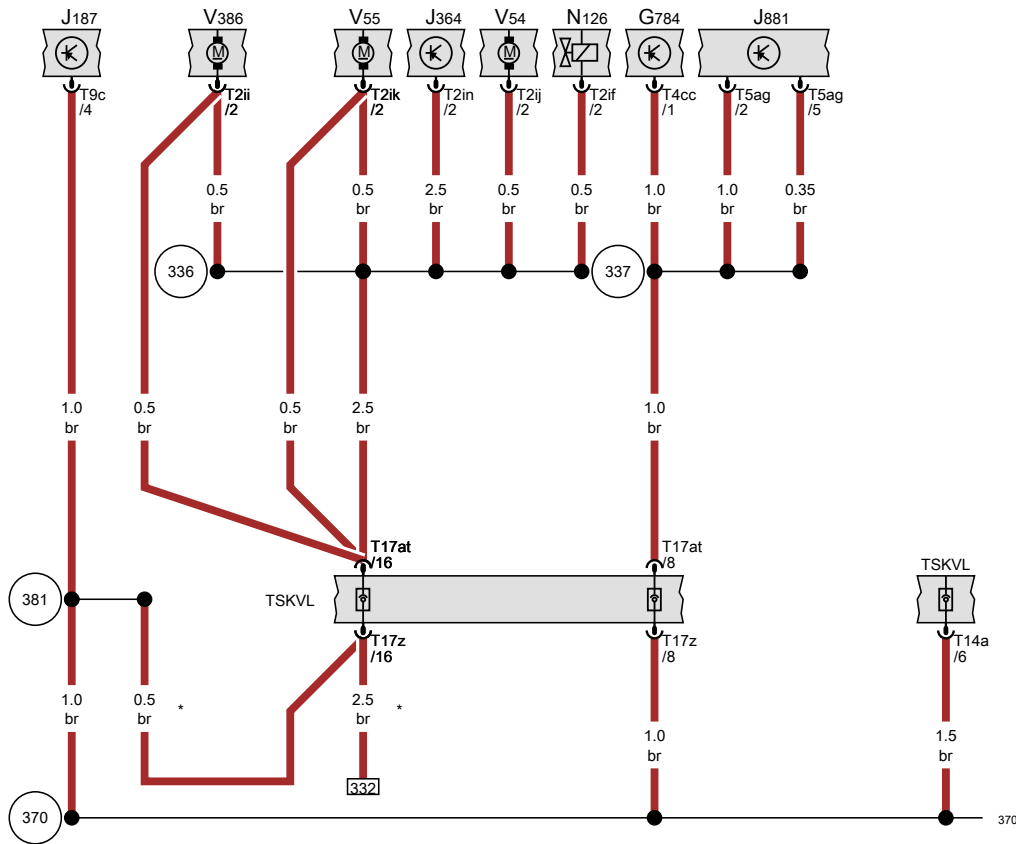 J187 V386 V55 J364 V54 N126 G784 J881
T9c T2ii T2ik T2in T2ij T2if T4cc T5ag T5ag
/4 /2 /2 /2 /2 /2 /1 /2 /5
0.5 0.5 2.5 0.5 0.5 1.0 1.0 0.35
br br br br br br br br
336 337
1.0 0.5 0.5 2.5 1.0
br br br br br
T17at T17at
/16 /8
TSKVL
381 TSKVL
T17z T17z T14a
/16 /8 /6
1.0 0.5 * 2.5 * 1.0 1.5
br br br br br
332
370 370